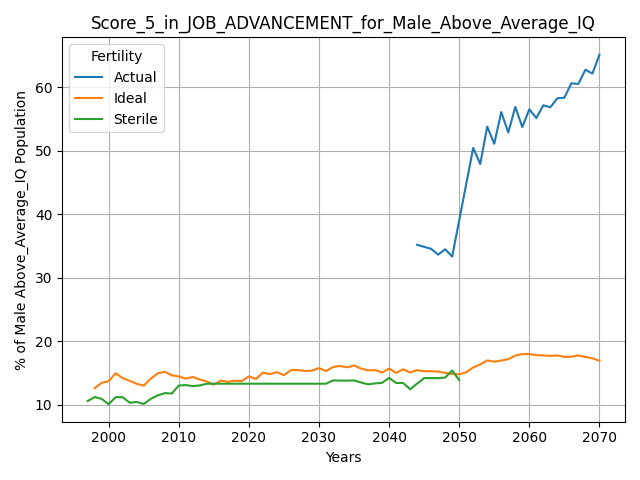 Score_5_in_JOB_ADVANCEMENT_for_Male_Above_Average_IQ
Fertility
Actual
Ideal
Sterile
% of Male Above_Average_IQ Population
60
50
40
30
20
10
2000 2010 2020 2030 2040 2050 2060 2070
Years